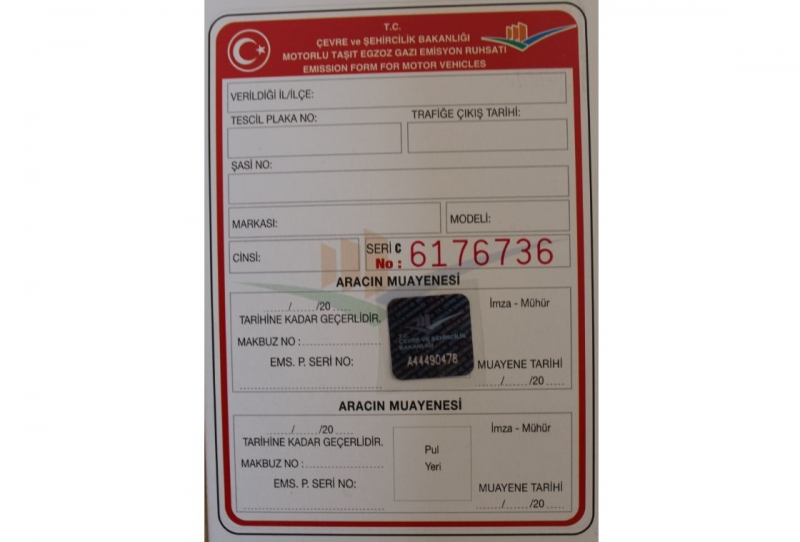 T.C.
ÇEVRE ve ŞEHİRCİLİK BAKANLIĞI
MOTORLU TAŞIT EGZOZ GAZI EMİSYON RUHSATI
EMISSION FORM FOR MOTOR VEHICLES
VERİLDİĞİ İL/İLÇE:
TESCİL PLAKA NO:
TRAFİĞE ÇIKIŞ TARİHİ:
ŞASİ NO:
MARKASI:
MODELİ:
CİNSİ:
SERİ C
No : 6176736
ARACIN MUAYENESİ
....../....../20......
TARİHİNE KADAR GEÇERLİDİR.
MAKBUZ NO :........................
EMS. P. SERİ NO:
T.C.
ÇEVRE VE ŞEHİRCİLİK
BAKANLIĞI
A44490478
İmza - Mühür
MUAYENE TARİHİ
....../....../20......
ARACIN MUAYENESİ
....../....../20......
TARİHİNE KADAR GEÇERLİDİR.
MAKBUZ NO :........................
EMS. P. SERİ NO:
Pul
Yeri
İmza - Mühür
MUAYENE TARİHİ
....../....../20......